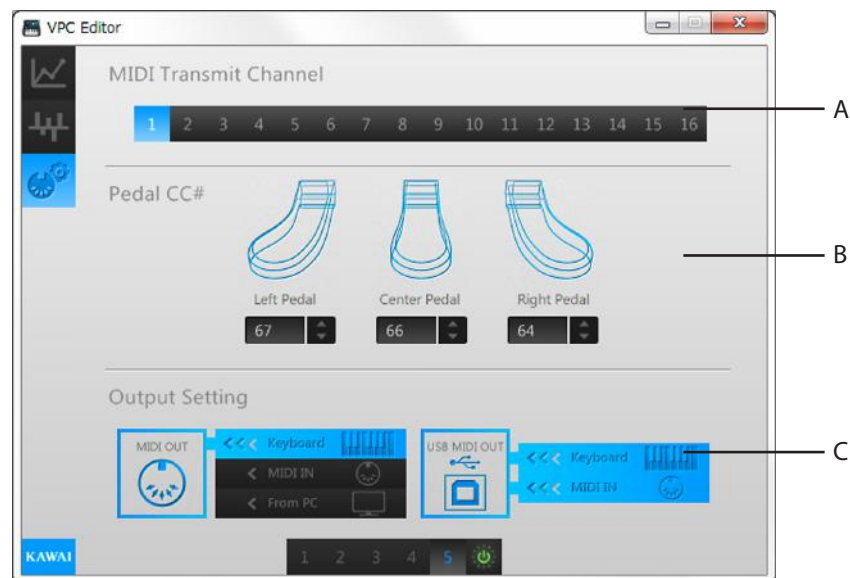 VPC Editor
MIDI Transmit Channel
1 2 3 4 5 6 7 8 9 10 11 12 13 14 15 16
A
Pedal CC#
B
Left Pedal Center Pedal Right Pedal
67 66 64
Output Setting
MIDI OUT
<<< Keyboard
< MIDI IN
< From PC
USB MIDI OUT
<<< Keyboard
<<< MIDI IN
C
KAWAI
1 2 3 4 5